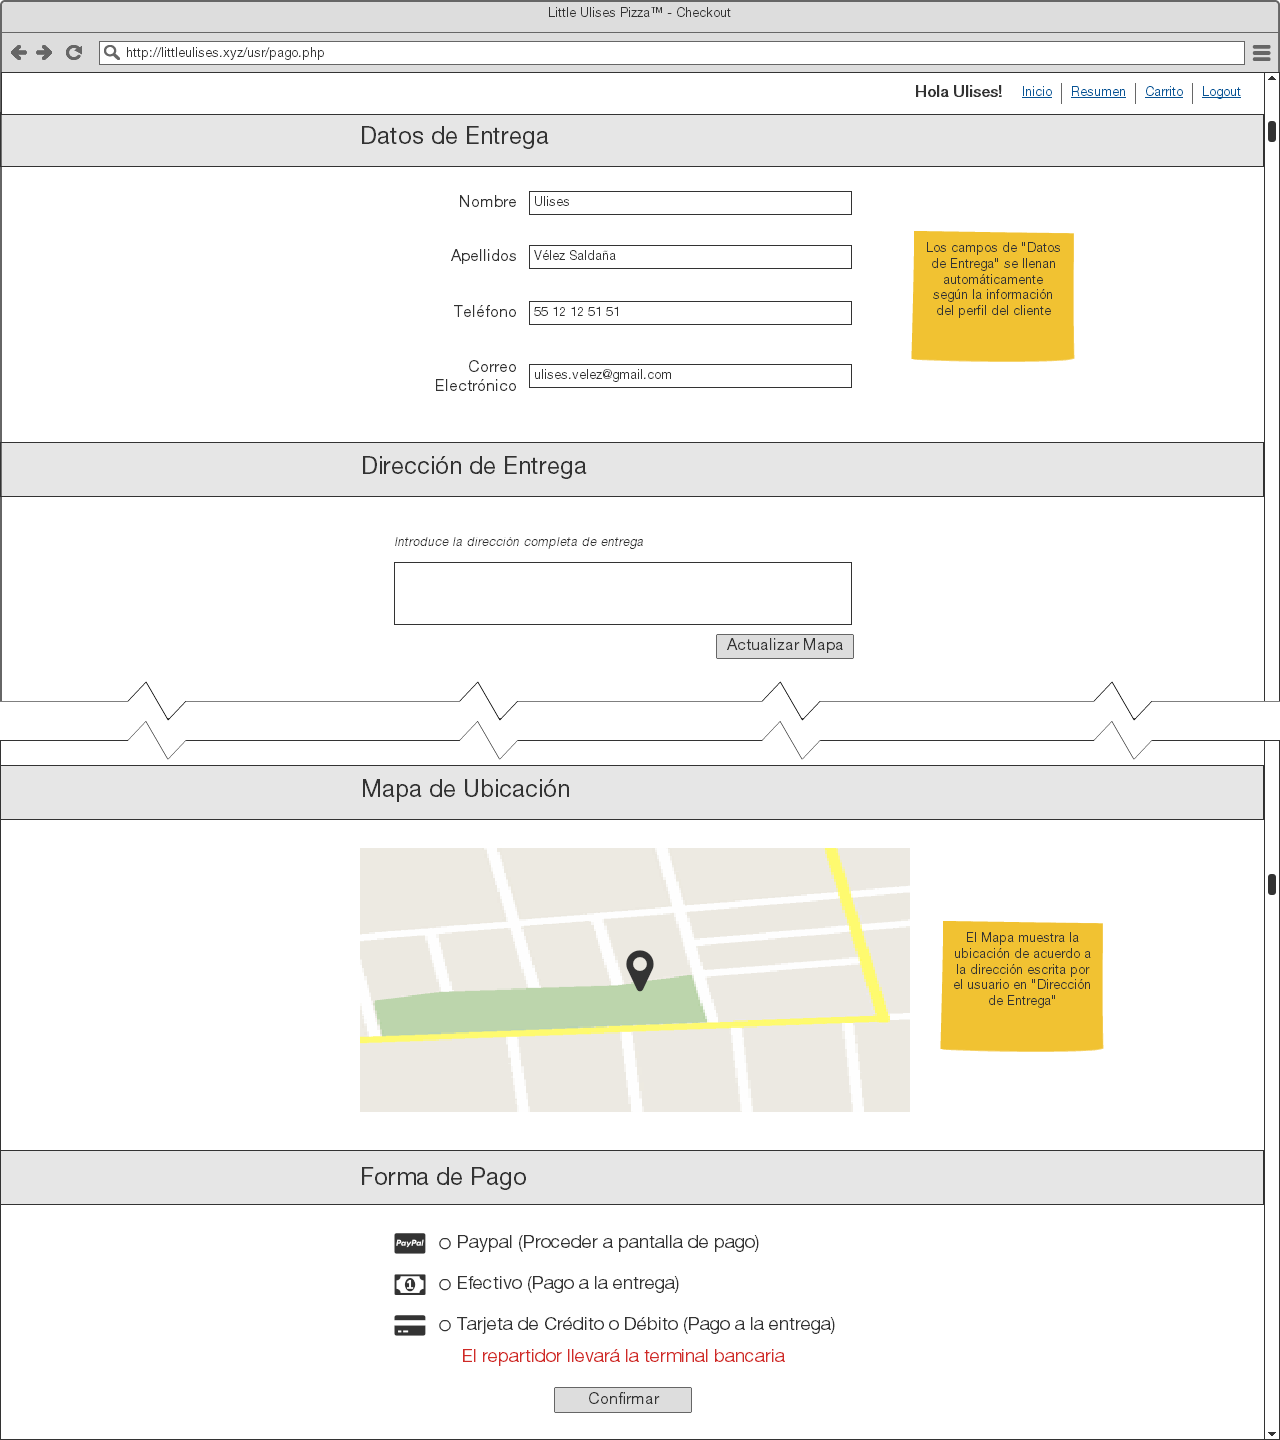 Little Ulises Pizza™ - Checkout
http://littleulises.xyz/usr/pago.php
Hola Ulises! Inicio Resumen Carrito Logout
Datos de Entrega
Nombre Ulises
Apellidos Vélez Saldaña
Teléfono 55 12 12 51 51
Correo
Electrónico ulises.velez@gmail.com
Los campos de "Datos
de Entrega" se llenan
automáticamente
según la información
del perfil del cliente
Dirección de Entrega
Introduce la dirección completa de entrega
Actualizar Mapa
Mapa de Ubicación
El Mapa muestra la
ubicación de acuerdo a
la dirección escrita por
el usuario en "Dirección
de Entrega"
Forma de Pago
PayPal Paypal (Proceder a pantalla de pago)
1 Efectivo (Pago a la entrega)
Tarjeta de Crédito o Débito (Pago a la entrega)
El repartidor llevará la terminal bancaria
Confirmar